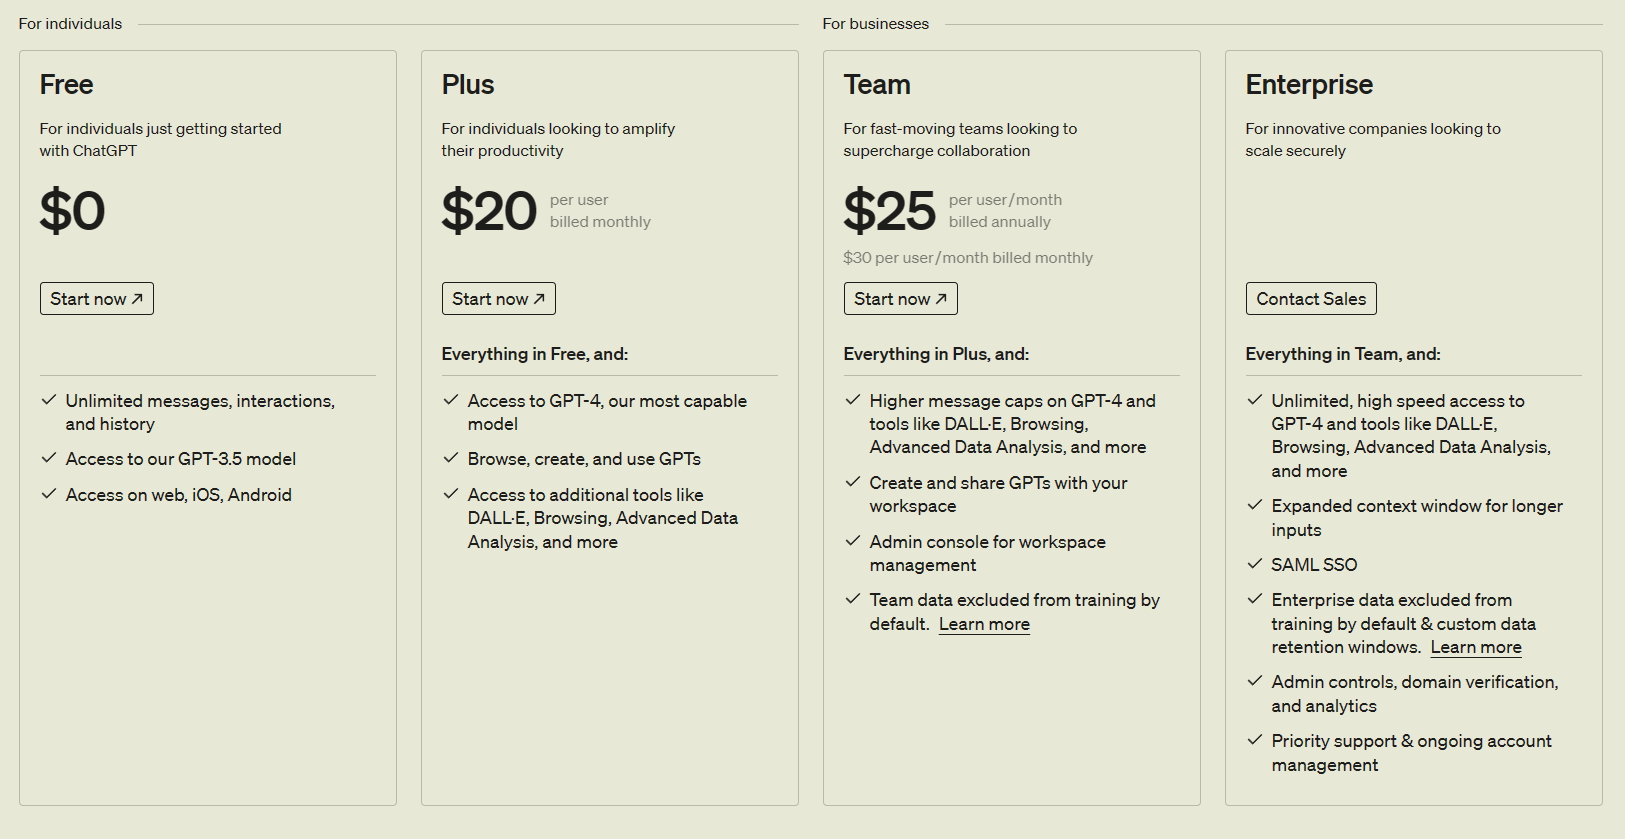 For individuals
For businesses
Free
For individuals just getting started
with ChatGPT
$0
Start now ↗
Unlimited messages, interactions,
and history
Access to our GPT-3.5 model
Access on web, iOS, Android
Plus
For individuals looking to amplify
their productivity
$20
per user
billed monthly
Start now ↗
Everything in Free, and:
Access to GPT-4, our most capable
model
Browse, create, and use GPTs
Access to additional tools like
DALL·E, Browsing, Advanced Data
Analysis, and more
Team
For fast-moving teams looking to
supercharge collaboration
$25
per user/month
billed annually
$30 per user/month billed monthly
Start now ↗
Everything in Plus, and:
Higher message caps on GPT-4 and
tools like DALL·E, Browsing,
Advanced Data Analysis, and more
Create and share GPTs with your
workspace
Admin console for workspace
management
Team data excluded from training by
default. Learn more
Enterprise
For innovative companies looking to
scale securely
Contact Sales
Everything in Team, and:
Unlimited, high speed access to
GPT-4 and tools like DALL·E,
Browsing, Advanced Data Analysis,
and more
Expanded context window for longer
inputs
SAML SSO
Enterprise data excluded from
training by default & custom data
retention windows. Learn more
Admin controls, domain verification,
and analytics
Priority support & ongoing account
management